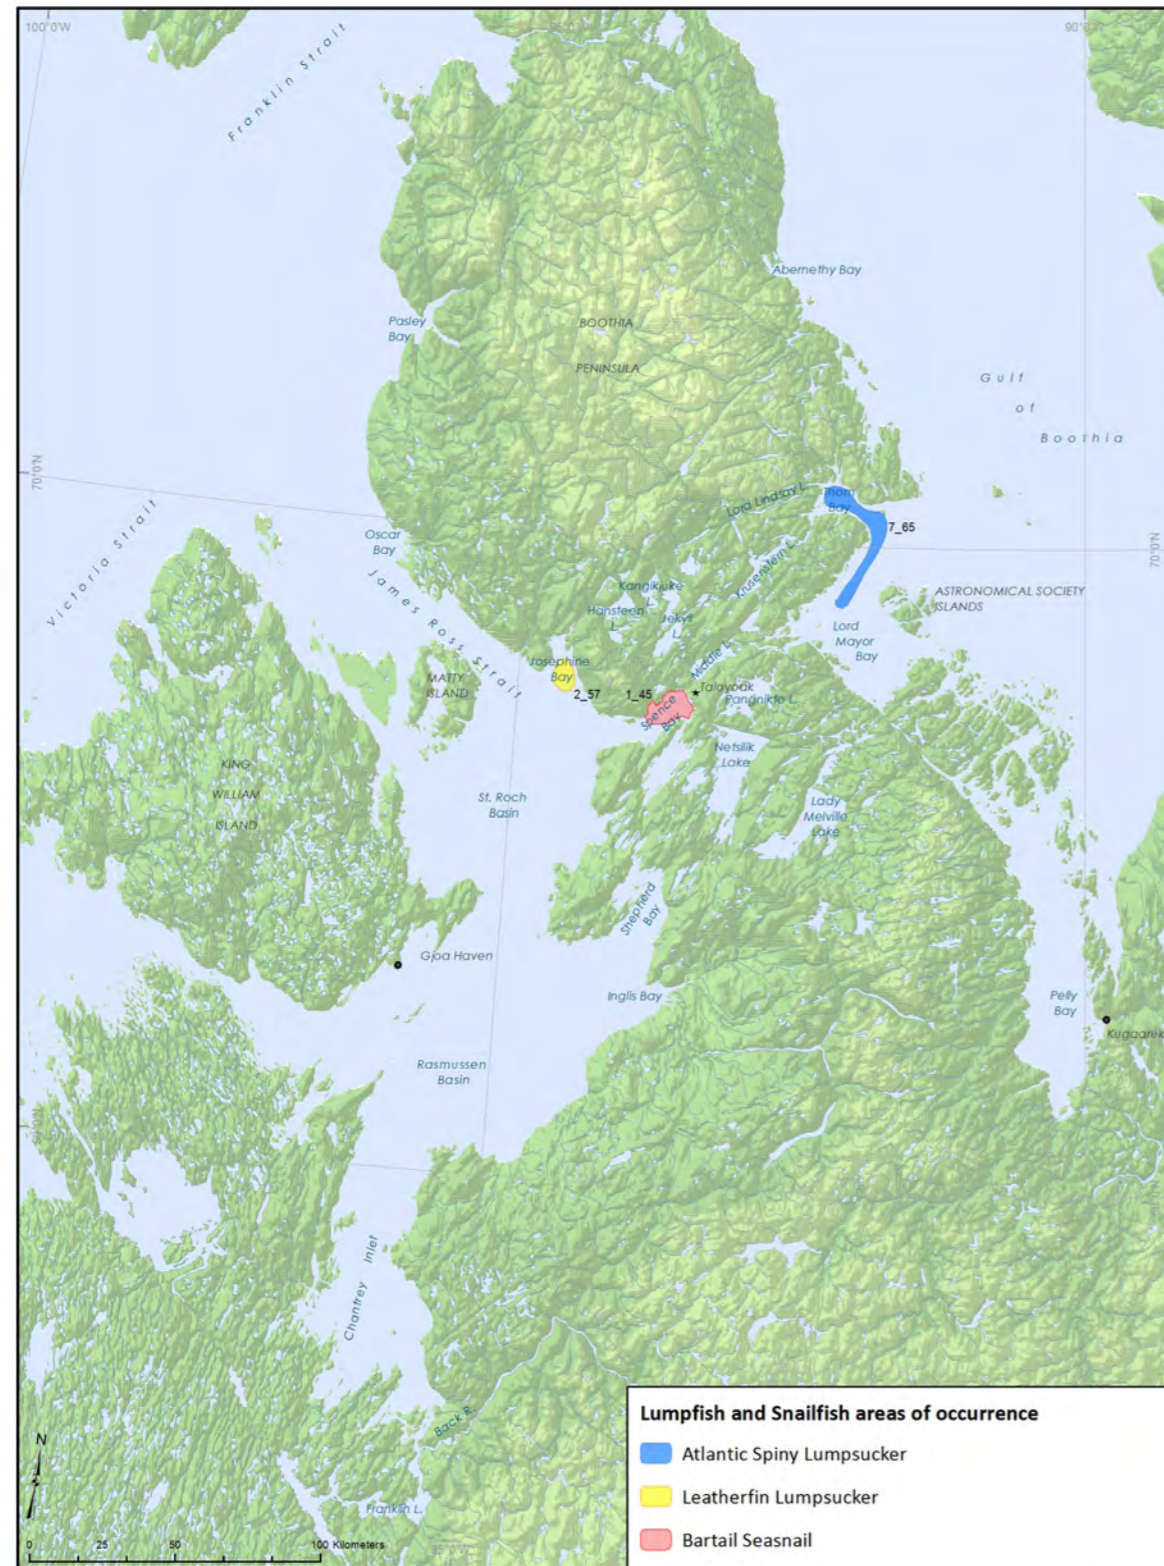 100°0'W
90°0'W
Franklin Strait
Abernethy Bay
Pasley
Bay
BOOTHIA
PENINSULA
Gulf
of
Boothia
70°0'N
Victoria Strait
Lord Lindsay L.
Thom
Bay
7_65
Oscar
Bay
70°0'N
James Ross Strait
Krusenstern L.
Kangikjuke
L.
Hansteen
L.
Jekyll
L.
ASTRONOMICAL SOCIETY
ISLANDS
Lord
Mayor
Bay
Middle L.
Josephine
Bay
MATTY
ISLAND
2_57
1_45
Taloyoak
Pangnikto L.
Spence
Bay
Netsilik
Lake
KING
WILLIAM
ISLAND
St. Roch
Basin
Lady
Melville
Lake
Shepherd
Bay
Gjoa Haven
Inglis Bay
Pelly
Bay
Kugaaruk
Rasmussen
Basin
Chantrey Inlet
Back R.
Franklin L.
N
0 25 50 100 Kilometers
Lumpfish and Snailfish areas of occurrence
Atlantic Spiny Lumpsucker
Leatherfin Lumpsucker
Bartail Seasnail